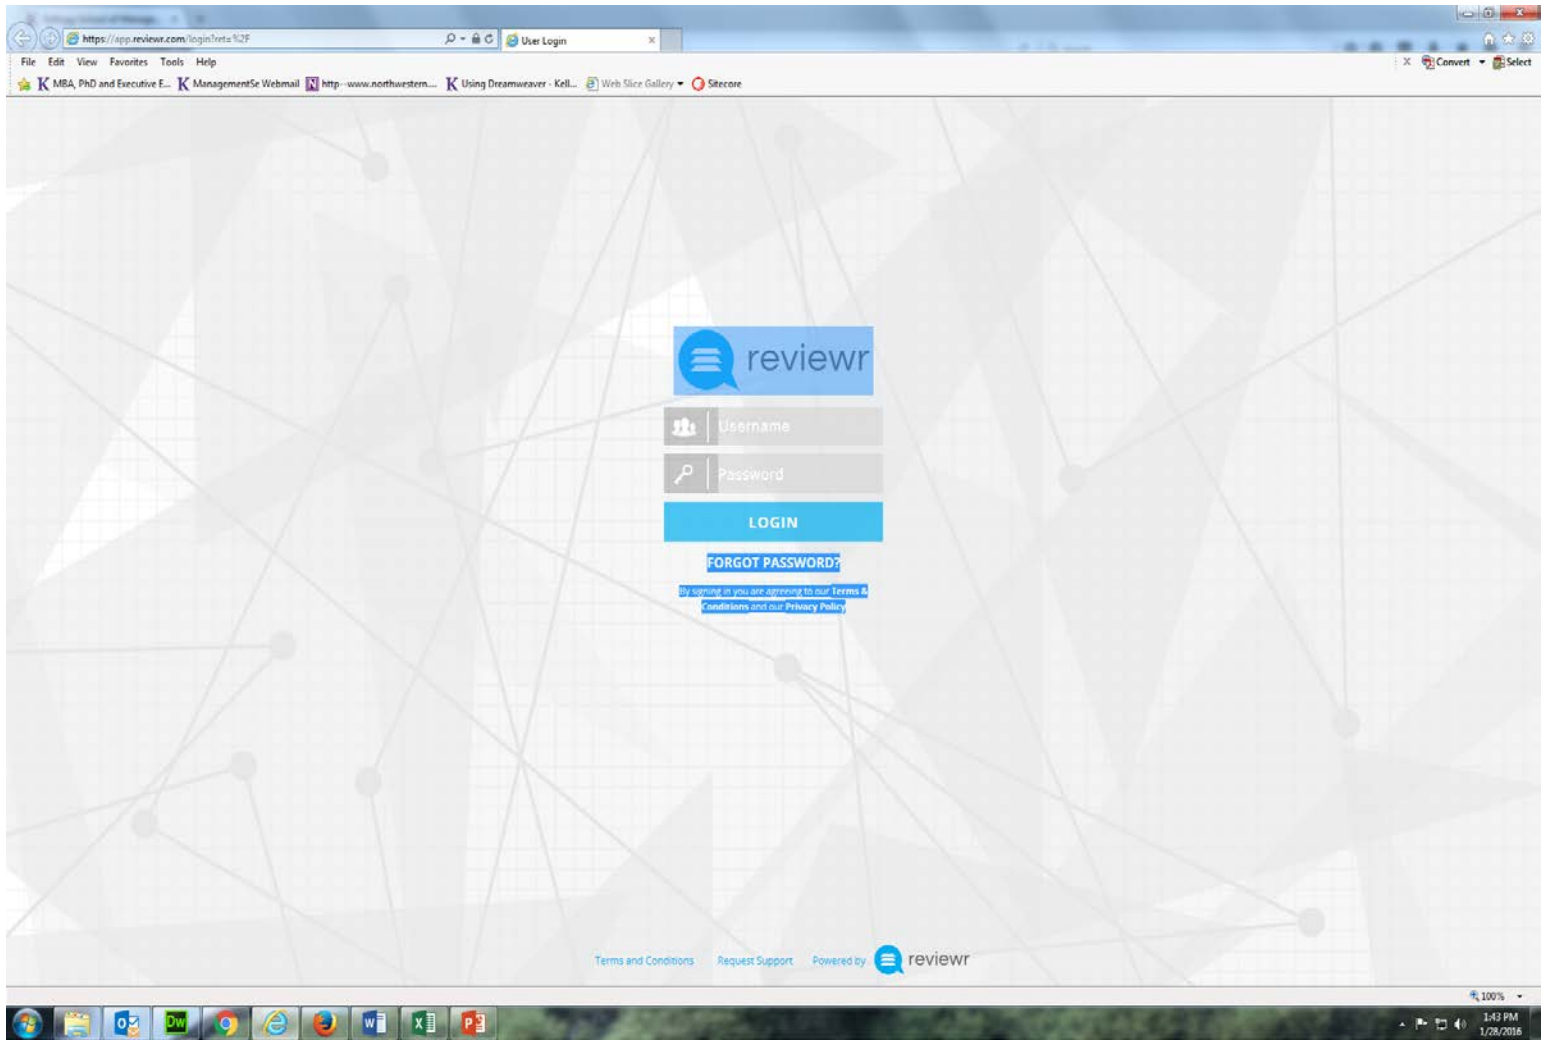 https://app.reviewr.com/login?ret=%2F
User Login
File Edit View Favorites Tools Help
Convert
Select
MBA, PhD and Executive E...
ManagementSe Webmail
http--www.northwestern....
Using Dreamweaver - Kell...
Web Slice Gallery
Sitecore
reviewr
Username
Password
LOGIN
FORGOT PASSWORD?
By signing in you are agreeing to our Terms &
Conditions and our Privacy Policy
Terms and Conditions Request Support Powered by reviewr
100%
1:43 PM
1/28/2016